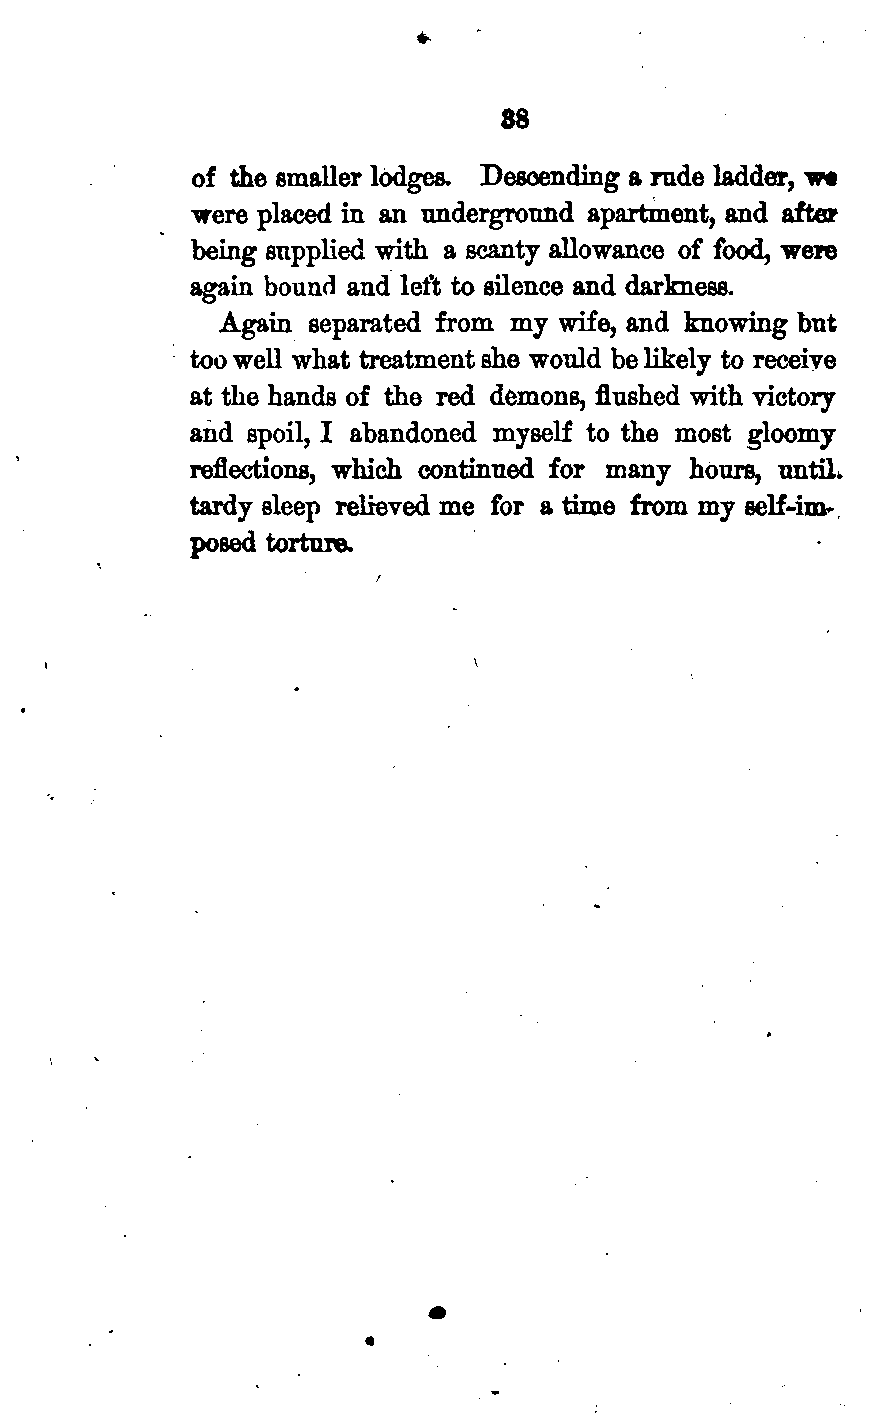 38
of the smaller lodges. Descending a rude ladder, we
were placed in an underground apartment, and after
being supplied with a scanty allowance of food, were
again bound and left to silence and darkness.
Again separated from my wife, and knowing but
too well what treatment she would be likely to receive
at the hands of the red demons, flushed with victory
and spoil, I abandoned myself to the most gloomy
reflections, which continued for many hours, until
tardy sleep relieved me for a time from my self-im-
posed torture.